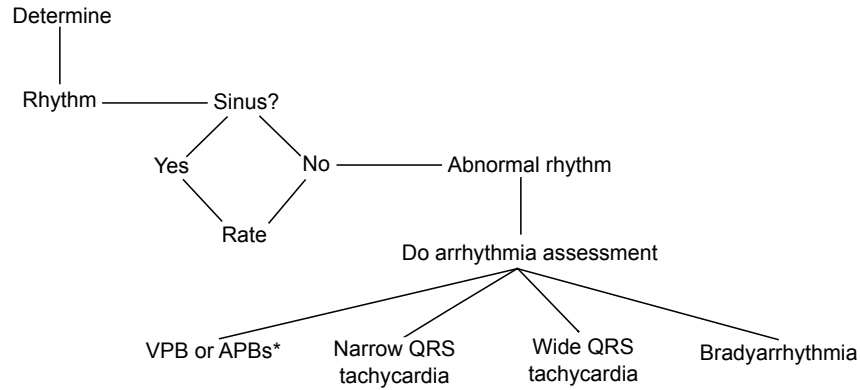 Determine
Rhythm
Sinus?
Yes
No
Abnormal rhythm
Rate
Do arrhythmia assessment
VPB or APBs*
Narrow QRS
tachycardia
Wide QRS
tachycardia
Bradyarrhythmia